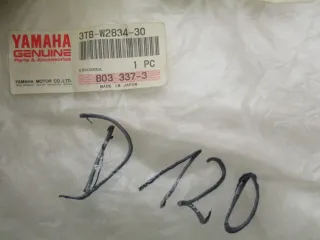 YAMAHA
GENUINE
Parts & Accessories
YAMAHA MOTOR CO., LTD.
3TB-W2834-30
1 PC
803 337-3
MADE IN JAPAN
D 120